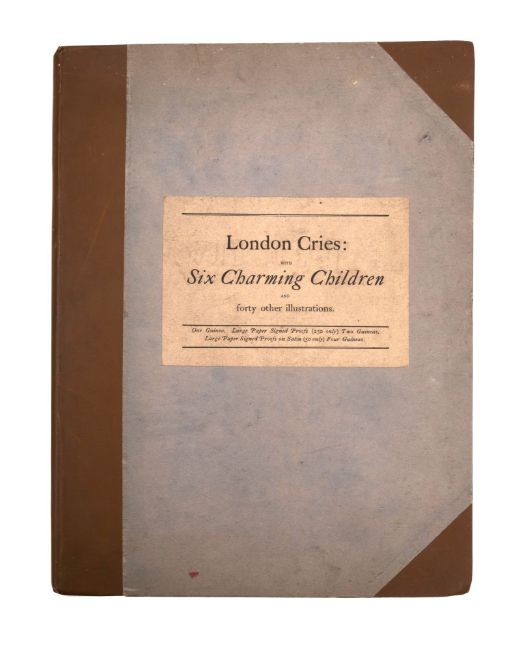 London Cries:
WITH
Six Charming Children
AND
forty other illustrations.
One Guinea. Large Paper Signed Proofs (250 only) Two Guineas,
Large Paper Signed Proofs on Satin (50 only) Four Guineas.